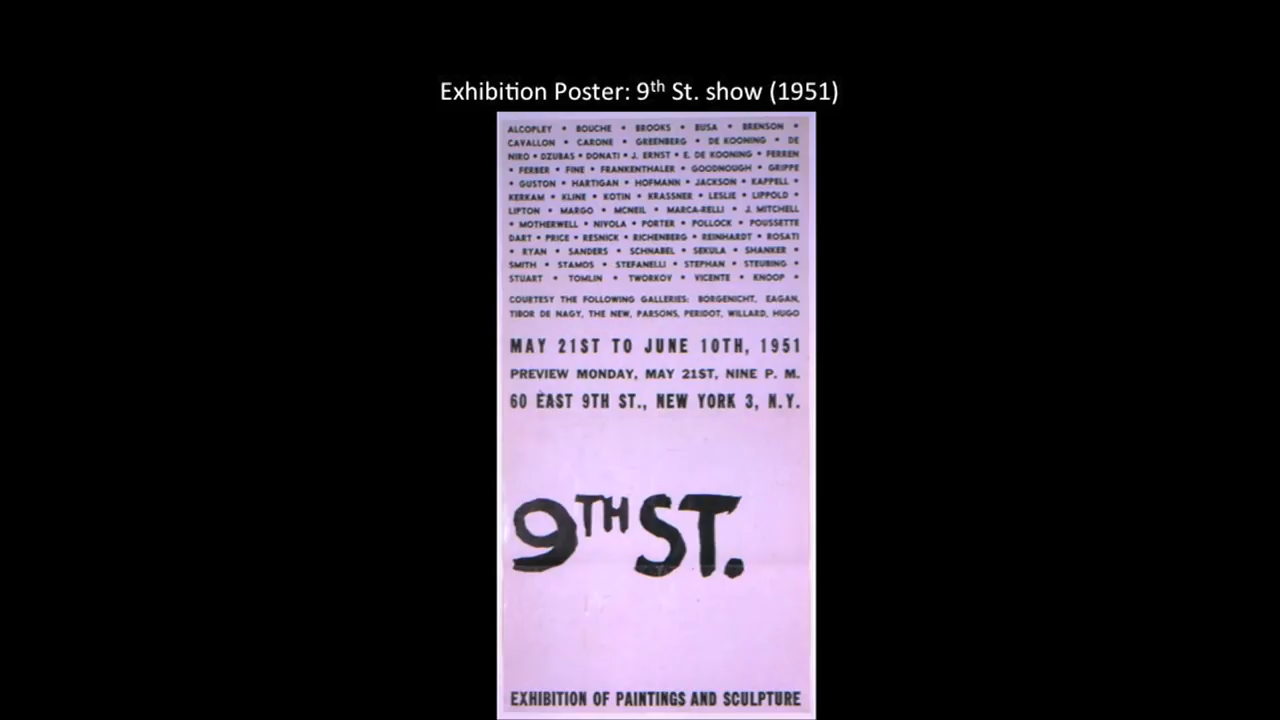 Exhibition Poster: 9th St. show (1951)
ALCOPLEY • BOUCHE • BROOKS • BUSA • BRENSON •
CAVALLON • CARONE • GREENBERG • DE KOONING • DE
NIRO • DZUBAS • DONATI • J. ERNST • E. DE KOONING • FERREN
• FERBER • FINE • FRANKENTHALER • GOODNOUGH • GRIPPE
• GUSTON • HARTIGAN • HOFMANN • JACKSON • KAPPELL •
KERKAM • KLINE • KOTIN • KRASSNER • LESLIE • LIPPOLD •
LIPTON • MARGO • MCNEIL • MARCA-RELLI • J. MITCHELL
• MOTHERWELL • NIVOLA • PORTER • POLLOCK • POUSSETTE
DART • PRICE • RESNICK • RICHENBERG • REINHARDT • ROSATI
• RYAN • SANDERS • SCHNABEL • SEKULA • SHANKER •
SMITH • STAMOS • STEFANELLI • STEPHAN • STEUBING •
STUART • TOMLIN • TWORKOV • VICENTE • KNOOP •
COURTESY THE FOLLOWING GALLERIES: BORGENICHT, EAGAN,
TIBOR DE NAGY, THE NEW, PARSONS, PERIDOT, WILLARD, HUGO
MAY 21ST TO JUNE 10TH, 1951
PREVIEW MONDAY, MAY 21ST, NINE P. M.
60 EAST 9TH ST., NEW YORK 3, N.Y.
9TH ST.
EXHIBITION OF PAINTINGS AND SCULPTURE